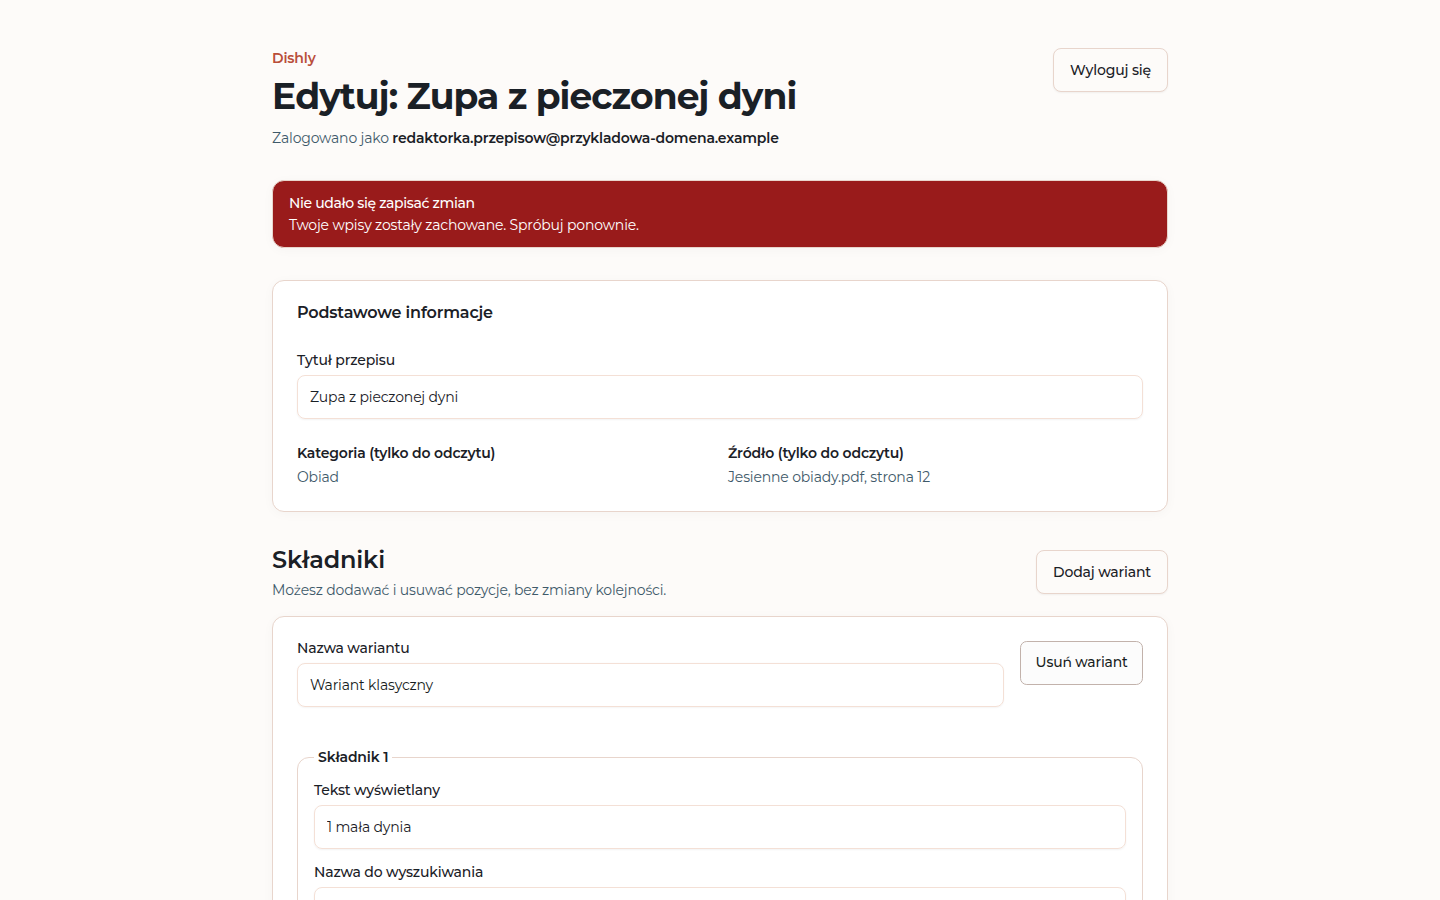 Dishly
Wyloguj się
Edytuj: Zupa z pieczonej dyni
Zalogowano jako redaktorka.przepisow@przykladowa-domena.example
Nie udało się zapisać zmian
Twoje wpisy zostały zachowane. Spróbuj ponownie.
Podstawowe informacje
Tytuł przepisu
Zupa z pieczonej dyni
Kategoria (tylko do odczytu)
Obiad
Źródło (tylko do odczytu)
Jesienne obiady.pdf, strona 12
Składniki
Możesz dodawać i usuwać pozycje, bez zmiany kolejności.
Dodaj wariant
Nazwa wariantu
Wariant klasyczny
Usuń wariant
Składnik 1
Tekst wyświetlany
1 mała dynia
Nazwa do wyszukiwania